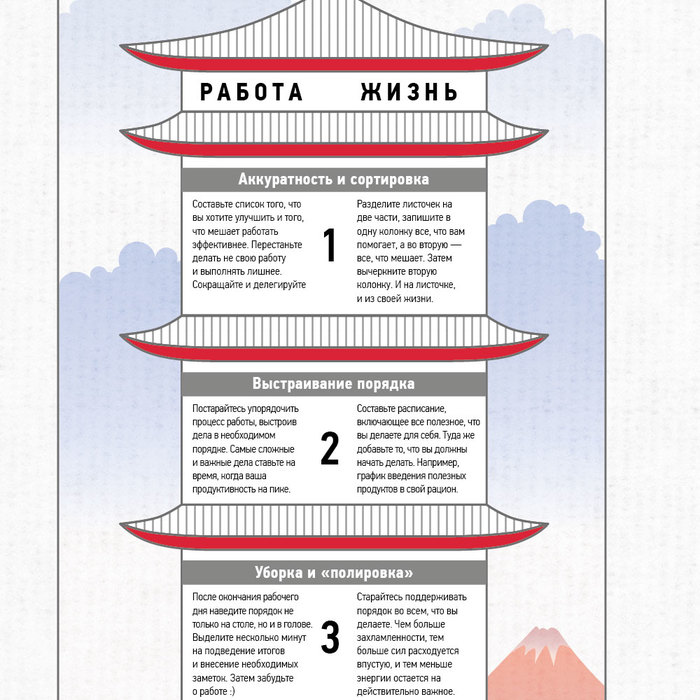 РАБОТА ЖИЗНЬ
Аккуратность и сортировка
Составьте список того, что
вы хотите улучшить и того,
что мешает работать
эффективнее. Перестаньте
делать не свою работу
и выполнять лишнее.
Сокращайте и делегируйте
1
Разделите листочек на
две части, запишите в
одну колонку все, что вам
помогает, а во вторую —
все, что мешает. Затем
вычеркните вторую
колонку. И на листочке,
и из своей жизни.
Выстраивание порядка
Постарайтесь упорядочить
процесс работы, выстроив
дела в необходимом
порядке. Самые сложные
и важные дела ставьте на
время, когда ваша
продуктивность на пике.
2
Составьте расписание,
включающее все полезное, что
вы делаете для себя. Туда же
добавьте то, что вы должны
начать делать. Например,
график введения полезных
продуктов в свой рацион.
Уборка и «полировка»
После окончания рабочего
дня наведите порядок не
только на столе, но и в голове.
Выделите несколько минут
на подведение итогов
и внесение необходимых
заметок. Затем забудьте
о работе :)
3
Старайтесь поддерживать
порядок во всем, что вы
делаете. Чем больше
захламленности, тем
больше сил расходуется
впустую, и тем меньше
энергии остается на
действительно важное.